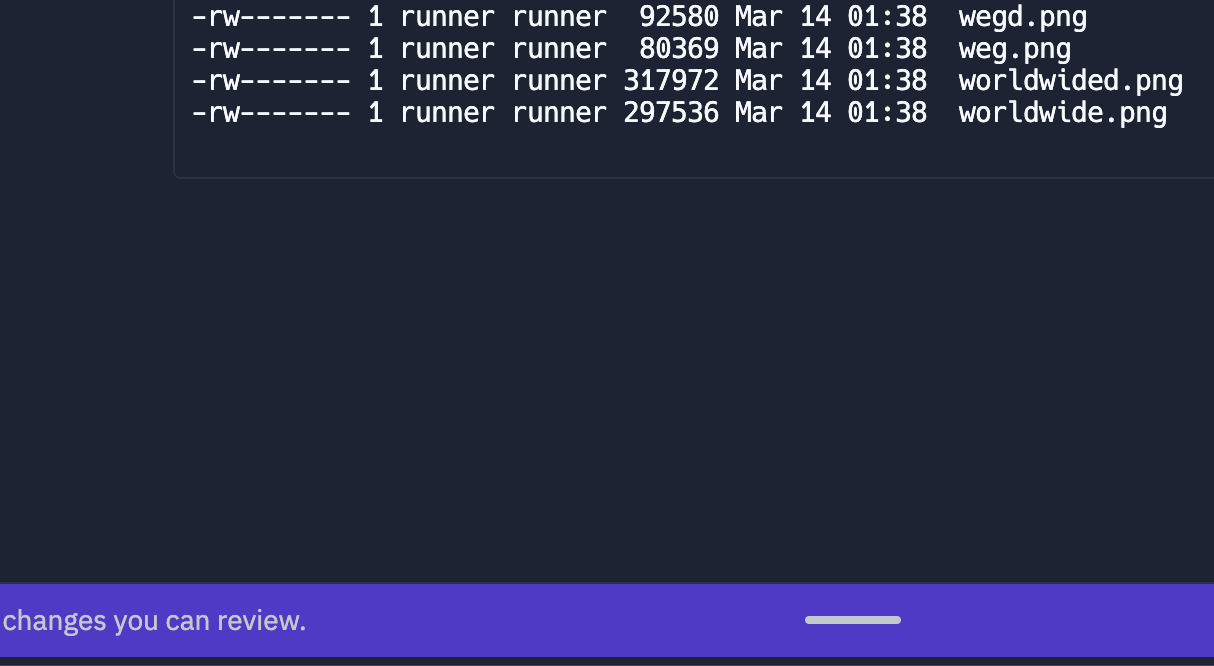 -rw------- 1 runner runner  92580 Mar 14 01:38  wegd.png
-rw------- 1 runner runner  80369 Mar 14 01:38  weg.png
-rw------- 1 runner runner 317972 Mar 14 01:38  worldwided.png
-rw------- 1 runner runner 297536 Mar 14 01:38  worldwide.png
changes you can review.